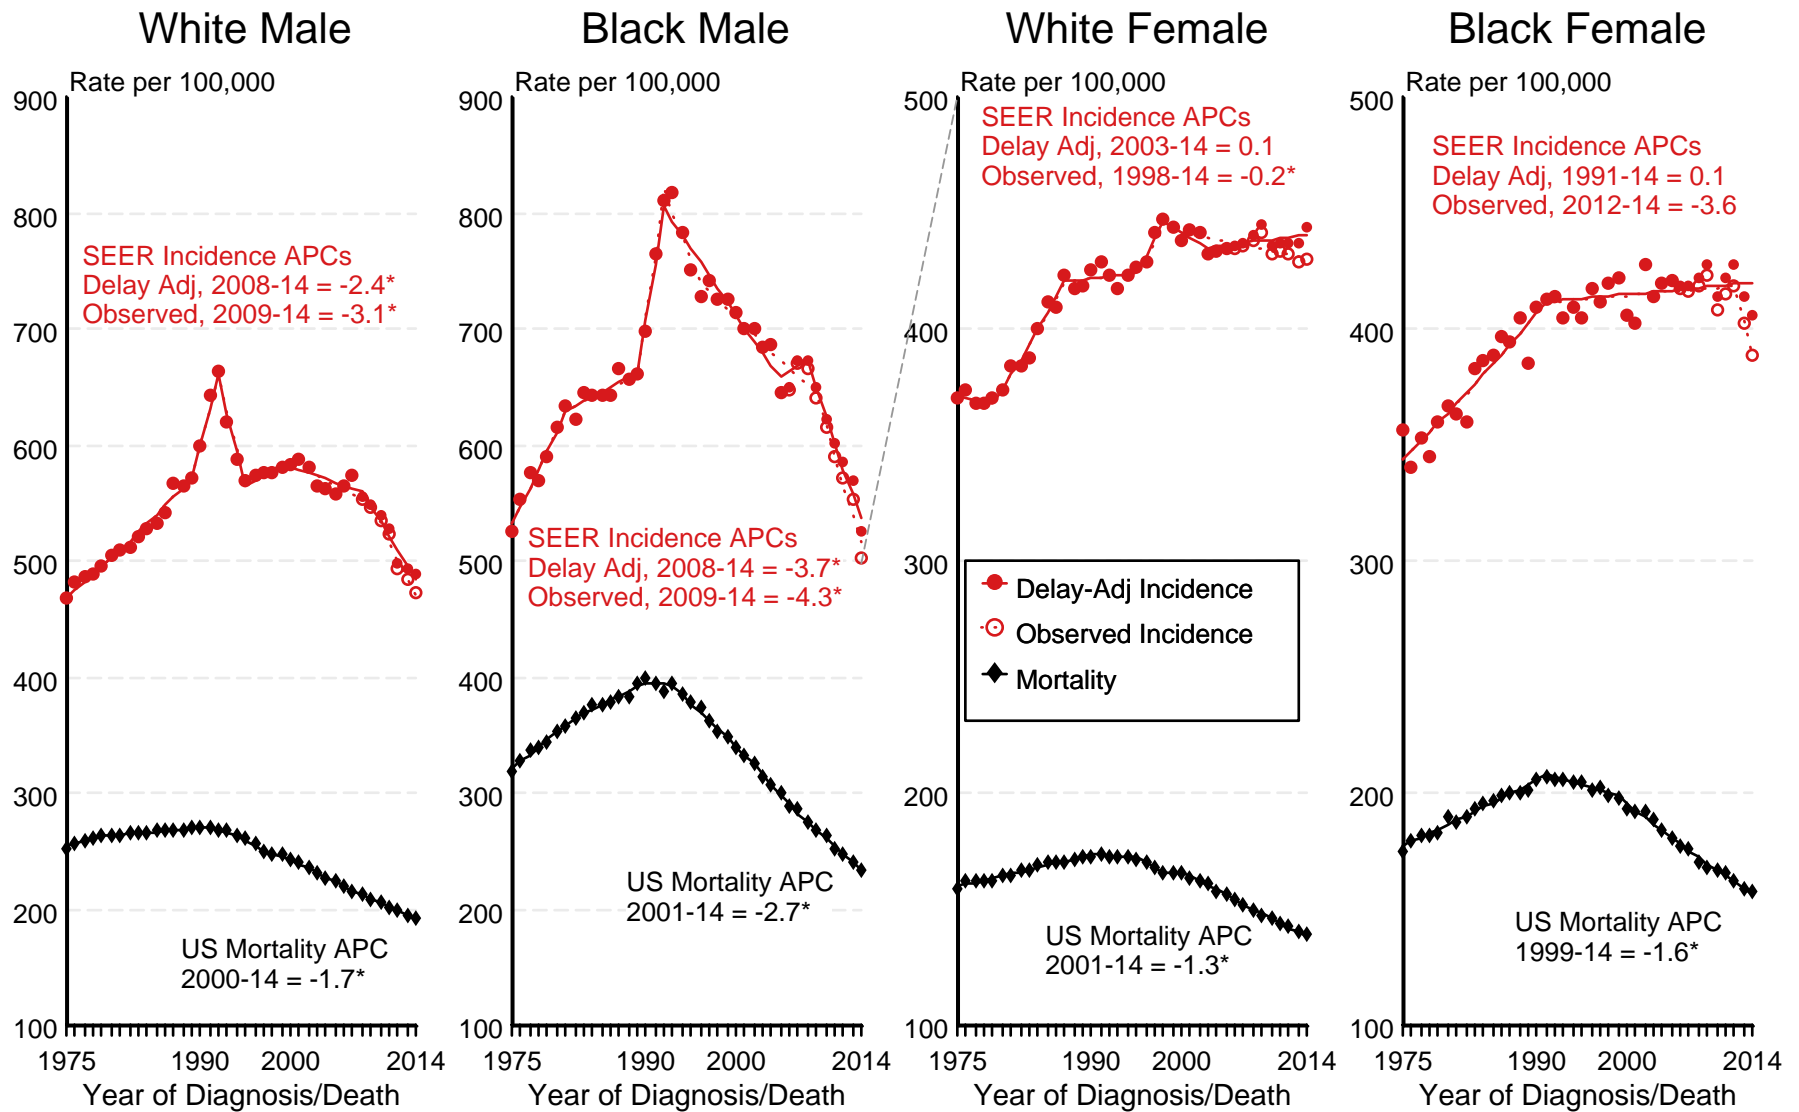 White Male
Rate per 100,000
900
800
700
600
500
400
300
200
100
SEER Incidence APCs
Delay Adj, 2008-14 = -2.4*
Observed, 2009-14 = -3.1*
US Mortality APC
2000-14 = -1.7*
1975 1990 2000 2014
Year of Diagnosis/Death
Black Male
Rate per 100,000
900
800
700
600
500
400
300
200
100
SEER Incidence APCs
Delay Adj, 2008-14 = -3.7*
Observed, 2009-14 = -4.3*
US Mortality APC
2001-14 = -2.7*
1975 1990 2000 2014
Year of Diagnosis/Death
White Female
Rate per 100,000
500
400
300
200
100
SEER Incidence APCs
Delay Adj, 2003-14 = 0.1
Observed, 1998-14 = -0.2*
Delay-Adj Incidence
Observed Incidence
Mortality
US Mortality APC
2001-14 = -1.3*
1975 1990 2000 2014
Year of Diagnosis/Death
Black Female
Rate per 100,000
500
400
300
200
100
SEER Incidence APCs
Delay Adj, 1991-14 = 0.1
Observed, 2012-14 = -3.6
US Mortality APC
1999-14 = -1.6*
1975 1990 2000 2014
Year of Diagnosis/Death